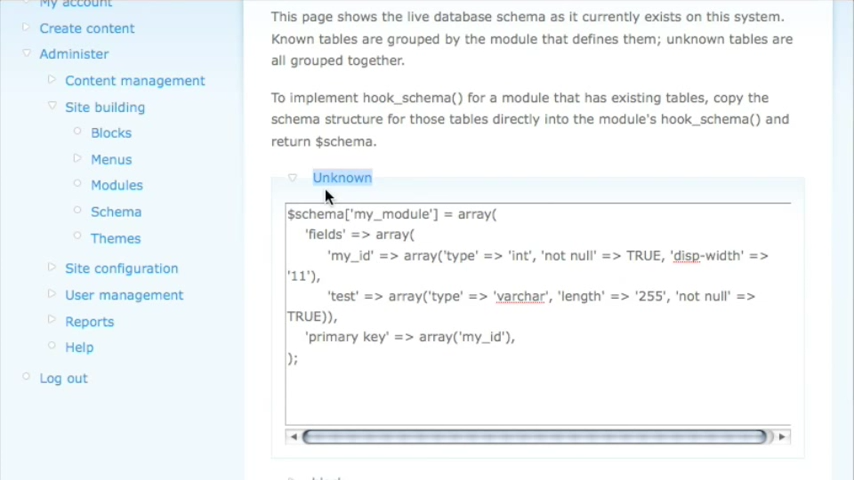 My account
Create content
Administer
Content management
Site building
Blocks
Menus
Modules
Schema
Themes
Site configuration
User management
Reports
Help
Log out
This page shows the live database schema as it currently exists on this system.
Known tables are grouped by the module that defines them; unknown tables are
all grouped together.
To implement hook_schema() for a module that has existing tables, copy the
schema structure for those tables directly into the module's hook_schema() and
return $schema.
Unknown
$schema['my_module'] = array(
'fields' => array(
'my_id' => array('type' => 'int', 'not null' => TRUE, 'disp-width' =>
'11'),
'test' => array('type' => 'varchar', 'length' => '255', 'not null' =>
TRUE)),
'primary key' => array('my_id'),
);